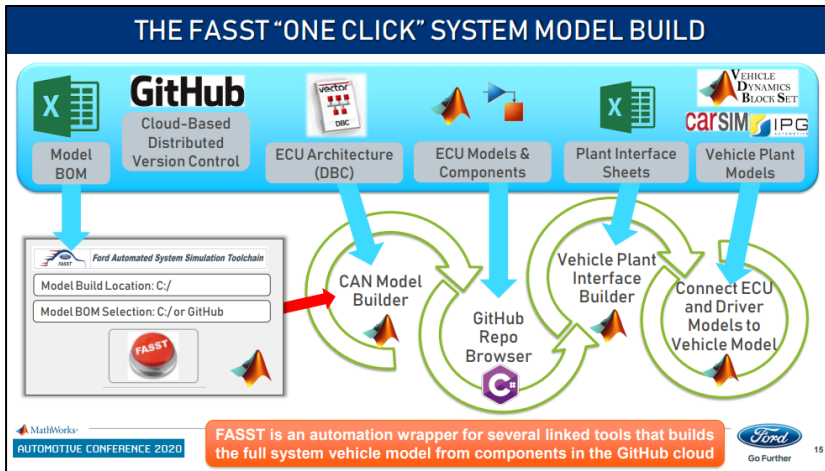 THE FASST “ONE CLICK” SYSTEM MODEL BUILD
X
Model
BOM
GitHub
Cloud-Based
Distributed
Version Control
vector
DBC
ECU Architecture
(DBC)
ECU Models &
Components
X
Plant Interface
Sheets
VEHICLE
DYNAMICS
BLOCK SET
CARSIM
IPG
AUTOMOTIVE
Vehicle Plant
Models
FASST
Ford Automated System Simulation Toolchain
Model Build Location: C:/
Model BOM Selection: C:/ or GitHub
FASST
CAN Model
Builder
GitHub
Repo
Browser
C#
Vehicle Plant
Interface
Builder
Connect ECU
and Driver
Models to
Vehicle Model
MathWorks®
AUTOMOTIVE CONFERENCE 2020
FASST is an automation wrapper for several linked tools that builds
the full system vehicle model from components in the GitHub cloud
Ford
Go Further
15